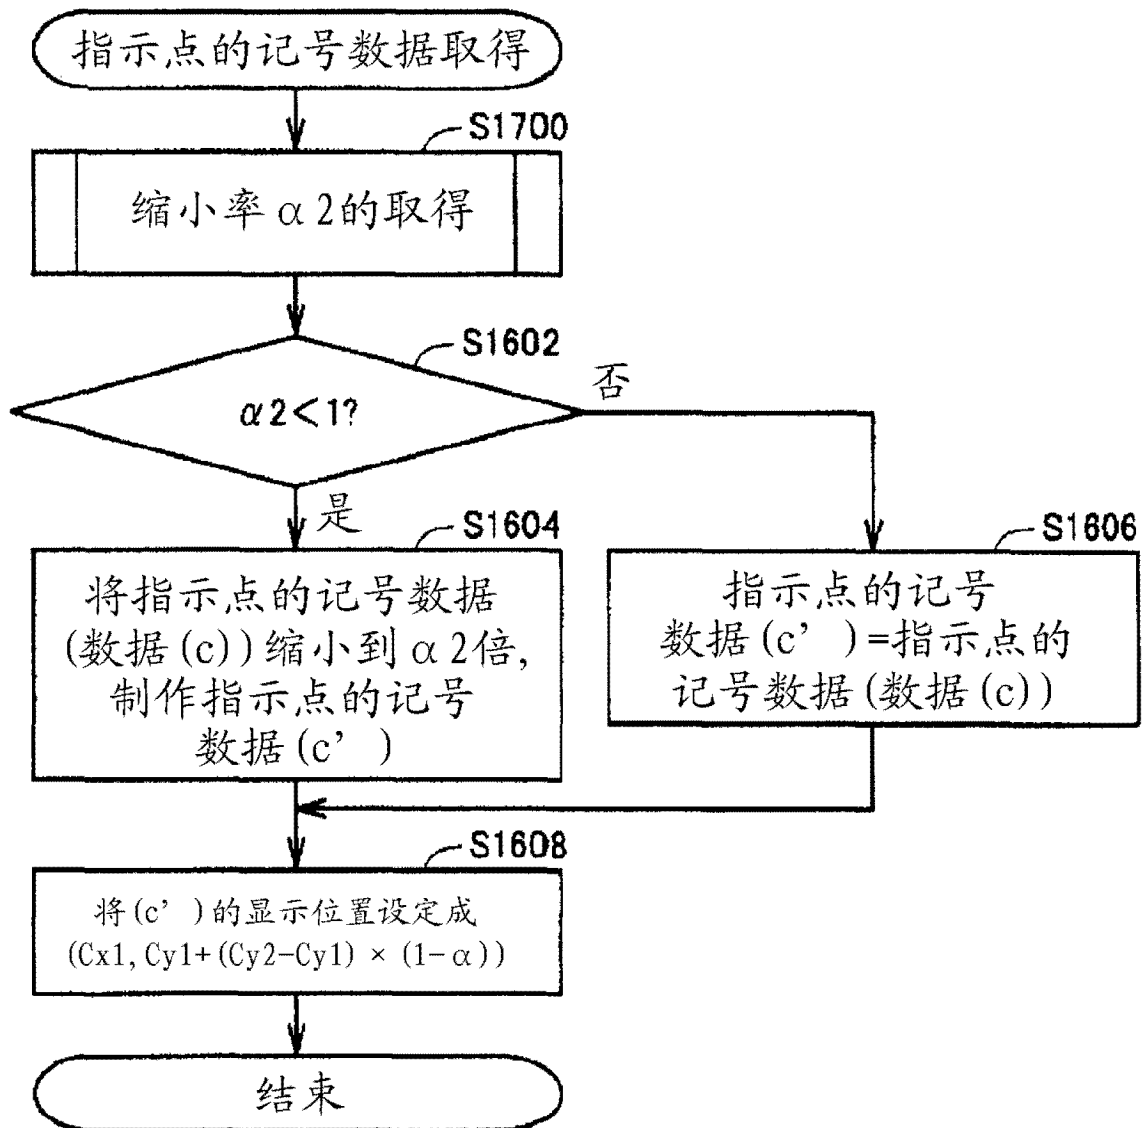 指示点的记号数据取得
S1700
缩小率α2的取得
S1602
α2<1?
否
是
S1604
将指示点的记号数据
(数据(c))缩小到α2倍,
制作指示点的记号
数据(c’)
S1606
指示点的记号
数据(c’)=指示点的
记号数据(数据(c))
S1608
将(c’)的显示位置设定成
(Cx1,Cy1+(Cy2-Cy1)×(1-α))
结束